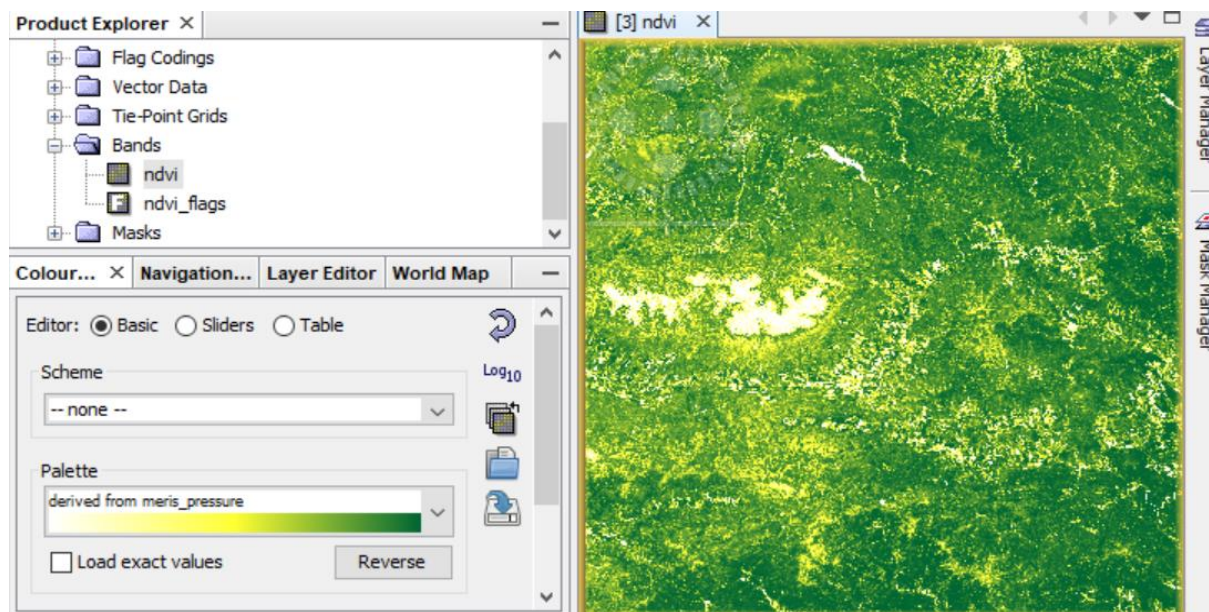 Product Explorer
Flag Codings
Vector Data
Tie-Point Grids
Bands
ndvi
F ndvi_flags
Masks
Colour...
Navigation...
Layer Editor
World Map
Editor: Basic Sliders Table
Scheme
-- none --
Log10
Palette
derived from meris_pressure
Load exact values
Reverse
[3] ndvi
Layer Manager
Mask Manager